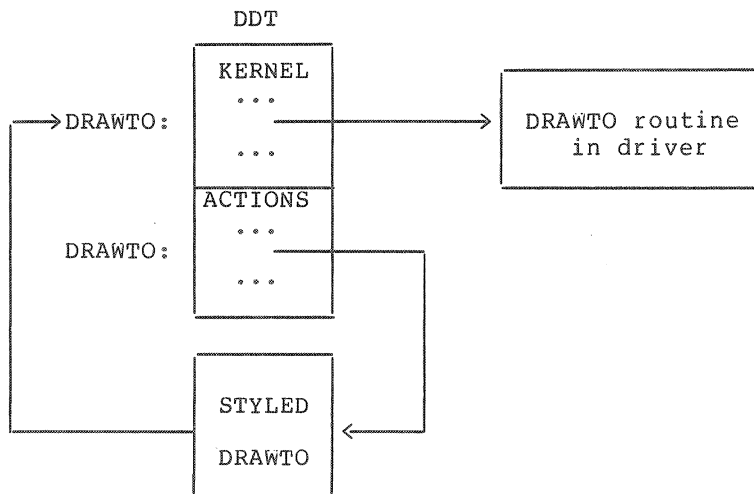 DDT
KERNEL
...
DRAWTO:
...
DRAWTO routine
in driver
ACTIONS
...
DRAWTO:
...
STYLED
DRAWTO